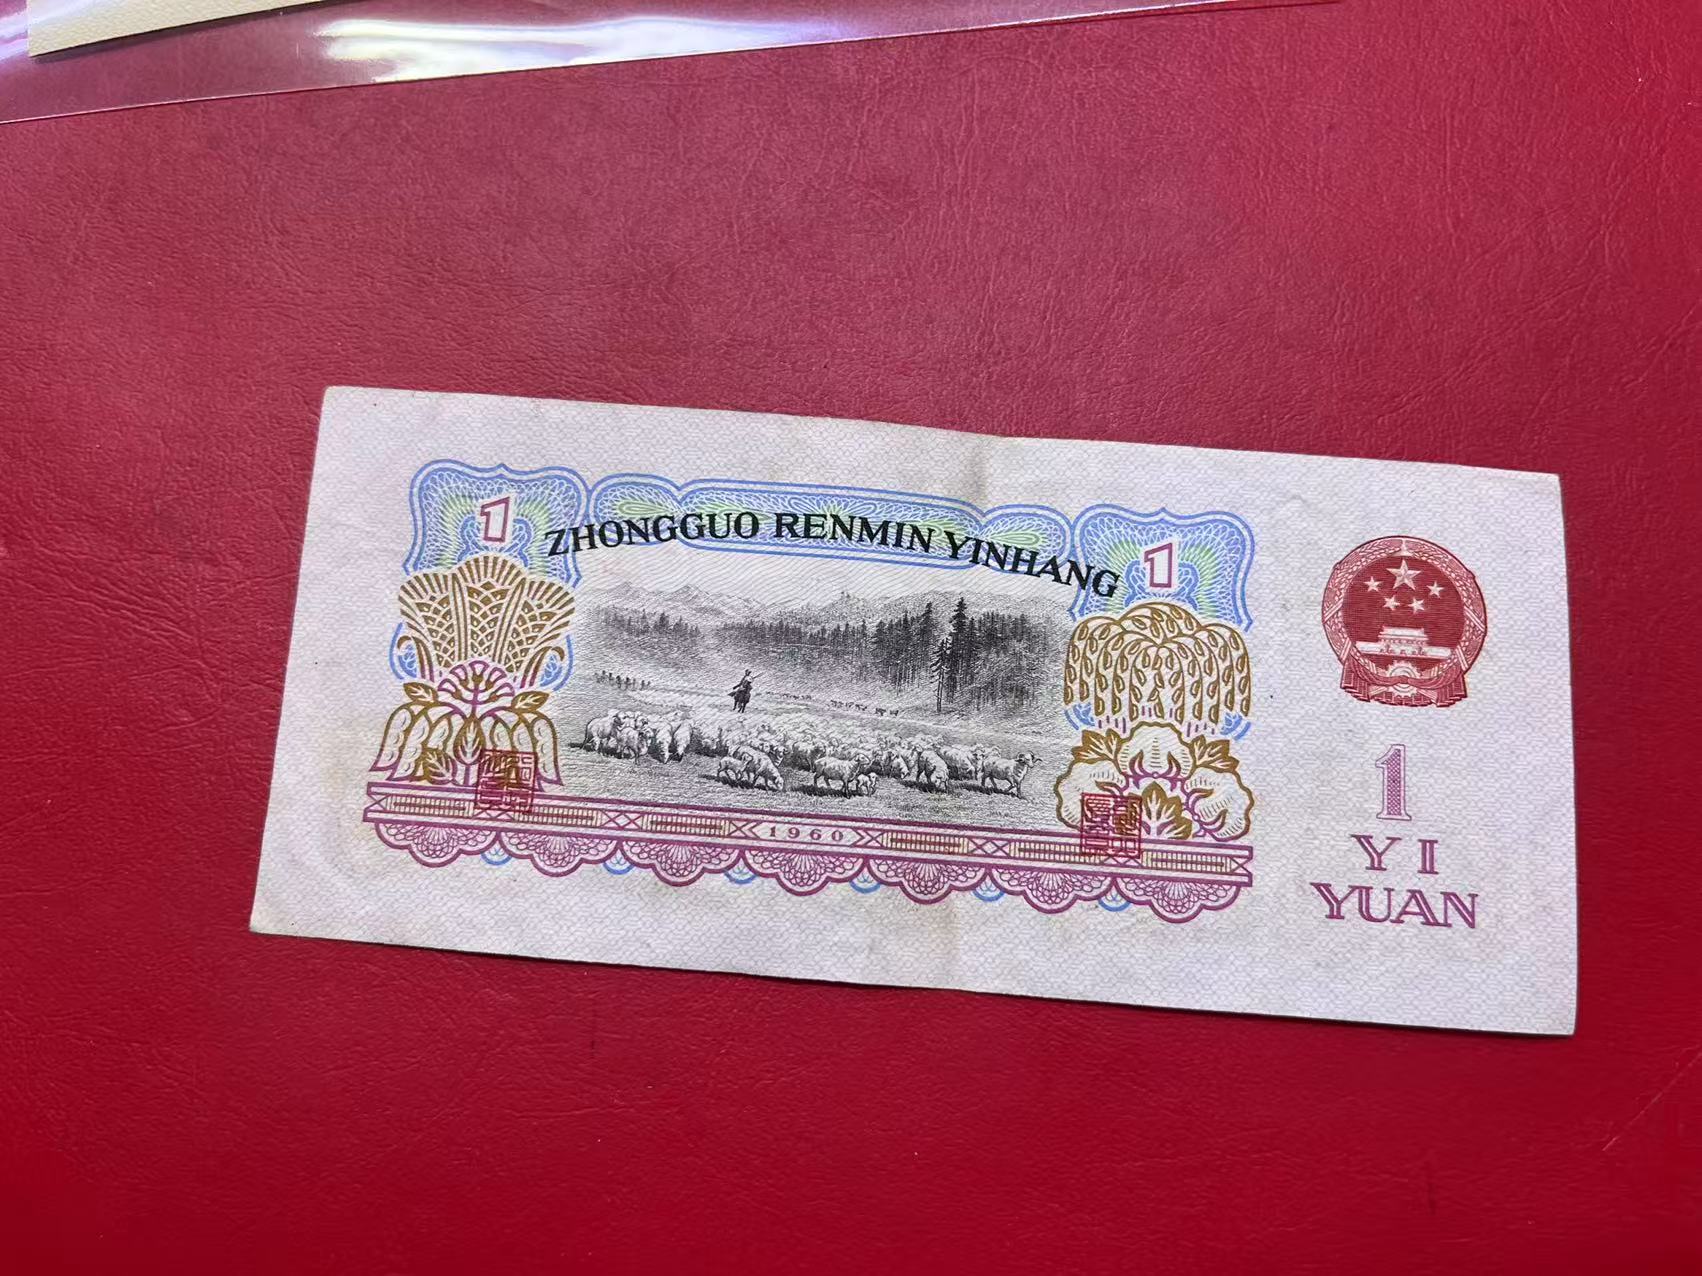 1
ZHONGGUO RENMIN YINHANG
1
1960
1
YI
YUAN